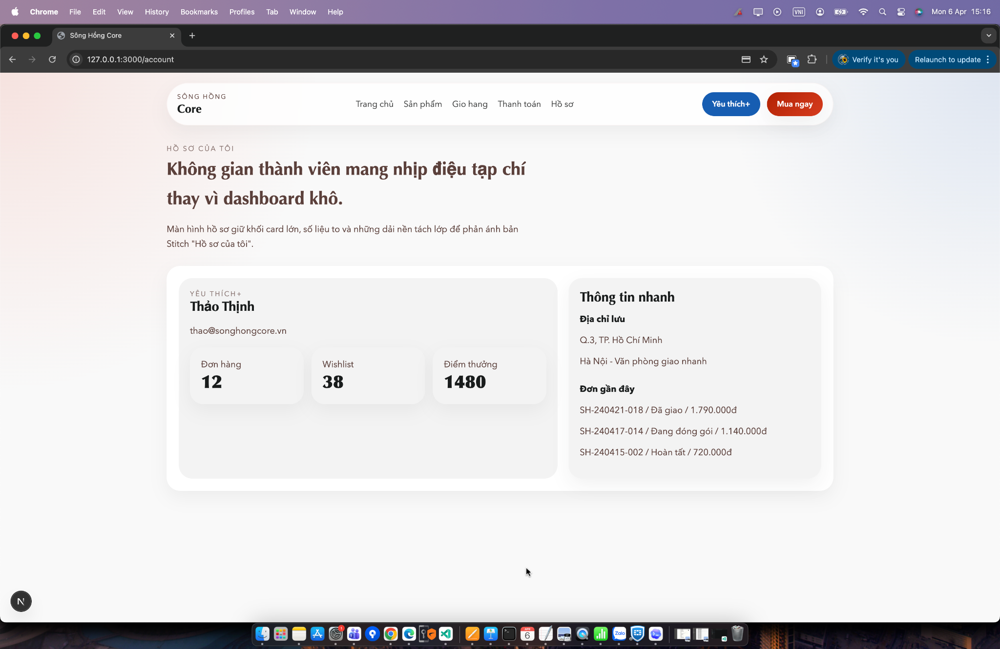 Chrome File Edit View History Bookmarks Profiles Tab Window Help VNI Mon 6 Apr 15:16
Sông Hồng Core
127.0.0.1:3000/account Verify it's you Relaunch to update
SÔNG HỒNG
Core
Trang chủ Sản phẩm Gio hang Thanh toán Hồ sơ
Yêu thích+ Mua ngay
HỒ SƠ CỦA TÔI
Không gian thành viên mang nhịp điệu tạp chí
thay vì dashboard khô.
Màn hình hồ sơ giữ khối card lớn, số liệu to và những dải nền tách lớp để phản ánh bản
Stitch "Hồ sơ của tôi".
YÊU THÍCH+
Thảo Thịnh
thao@songhongcore.vn
Đơn hàng
12
Wishlist
38
Điểm thưởng
1480
Thông tin nhanh
Địa chỉ lưu
Q.3, TP. Hồ Chí Minh
Hà Nội - Văn phòng giao nhanh
Đơn gần đây
SH-240421-018 / Đã giao / 1.790.000đ
SH-240417-014 / Đang đóng gói / 1.140.000đ
SH-240415-002 / Hoàn tất / 720.000đ
N
1
APR
6
Zalo